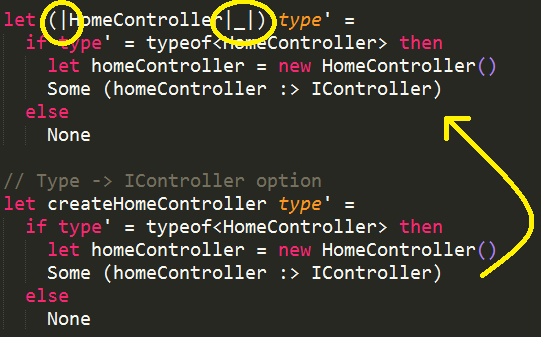 let (|HomeController|_|) type' =
if type' = typeof<HomeController> then
let homeController = new HomeController()
Some (homeController :> IController)
else
None
// Type -> IController option
let createHomeController type' =
if type' = typeof<HomeController> then
let homeController = new HomeController()
Some (homeController :> IController)
else
None